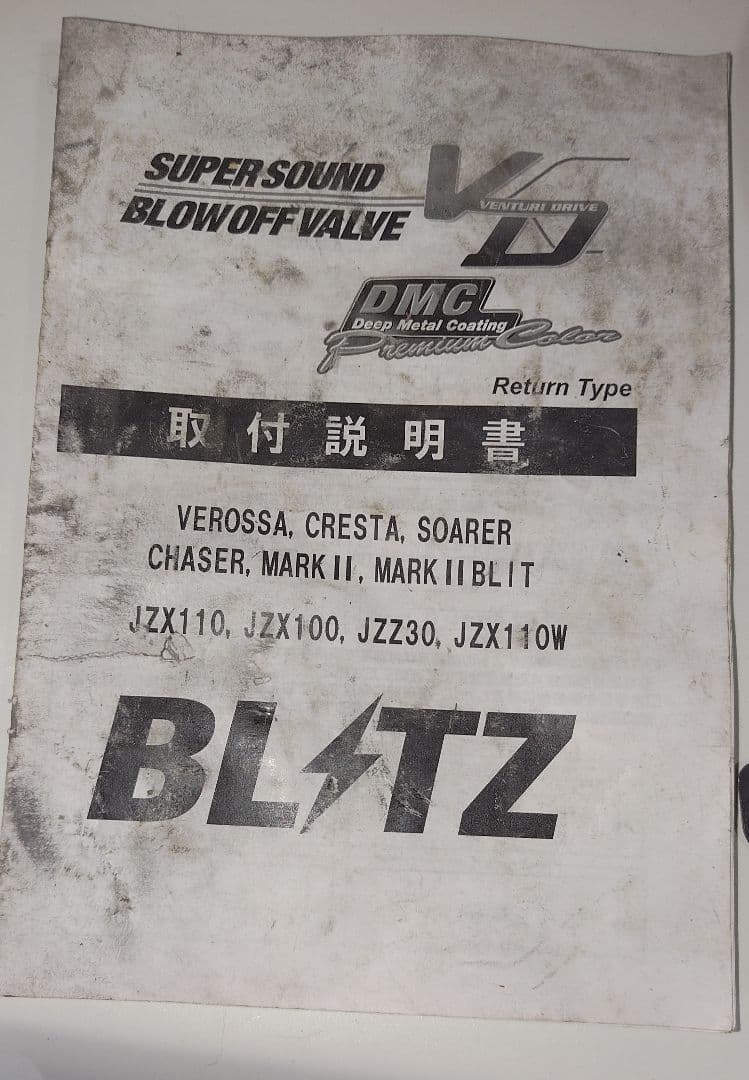 SUPER SOUND
BLOW OFF VALVE
VD
VENTURI DRIVE
DMC
Deep Metal Coating
Premium Color
Return Type
取付説明書
VEROSSA, CRESTA, SOARER
CHASER, MARK II, MARK II BLIT
JZX110, JZX100, JZZ30, JZX110W
BLITZ